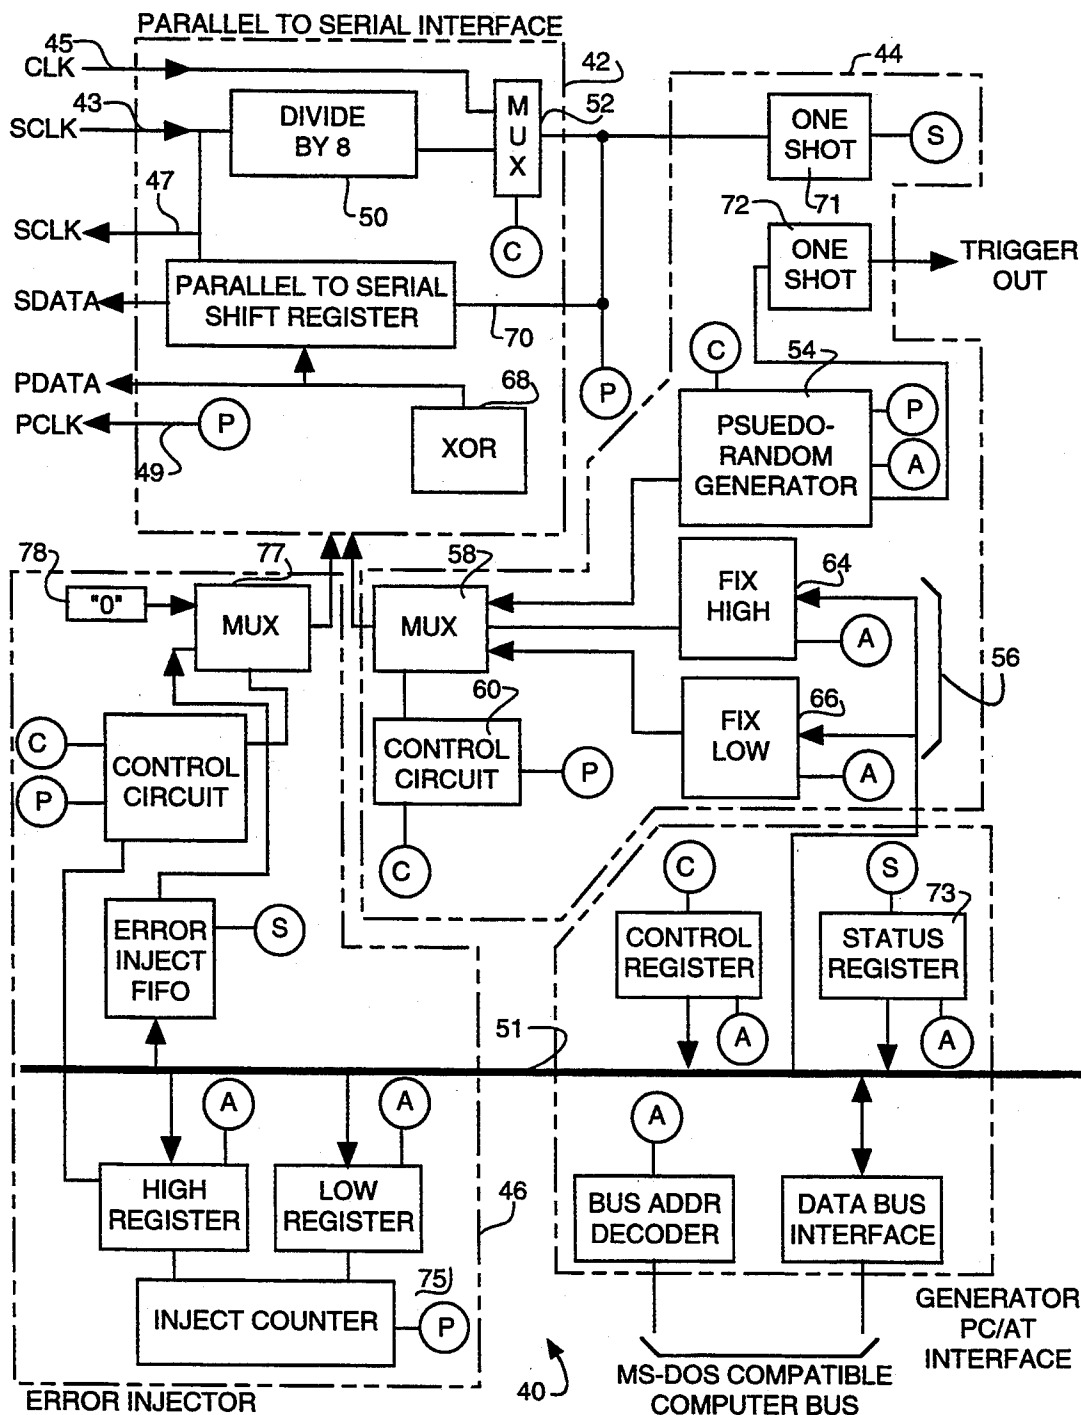 PARALLEL TO SERIAL INTERFACE
45
CLK
42
44
43
SCLK
DIVIDE
BY 8
50
M
U
X
52
C
ONE
SHOT
71
S
47
SCLK
72
ONE
SHOT
TRIGGER
OUT
SDATA
PARALLEL TO SERIAL
SHIFT REGISTER
70
PDATA
PCLK
49
P
68
XOR
P
C
54
PSUEDO-
RANDOM
GENERATOR
P
A
78
"0"
77
MUX
58
MUX
FIX
HIGH
64
A
56
60
CONTROL
CIRCUIT
P
C
FIX
LOW
66
A
C
P
CONTROL
CIRCUIT
ERROR
INJECT
FIFO
S
C
CONTROL
REGISTER
A
S
73
STATUS
REGISTER
A
51
A
A
HIGH
REGISTER
LOW
REGISTER
46
A
BUS ADDR
DECODER
DATA BUS
INTERFACE
75
INJECT COUNTER
P
GENERATOR
PC/AT
INTERFACE
ERROR INJECTOR
40
MS-DOS COMPATIBLE
COMPUTER BUS